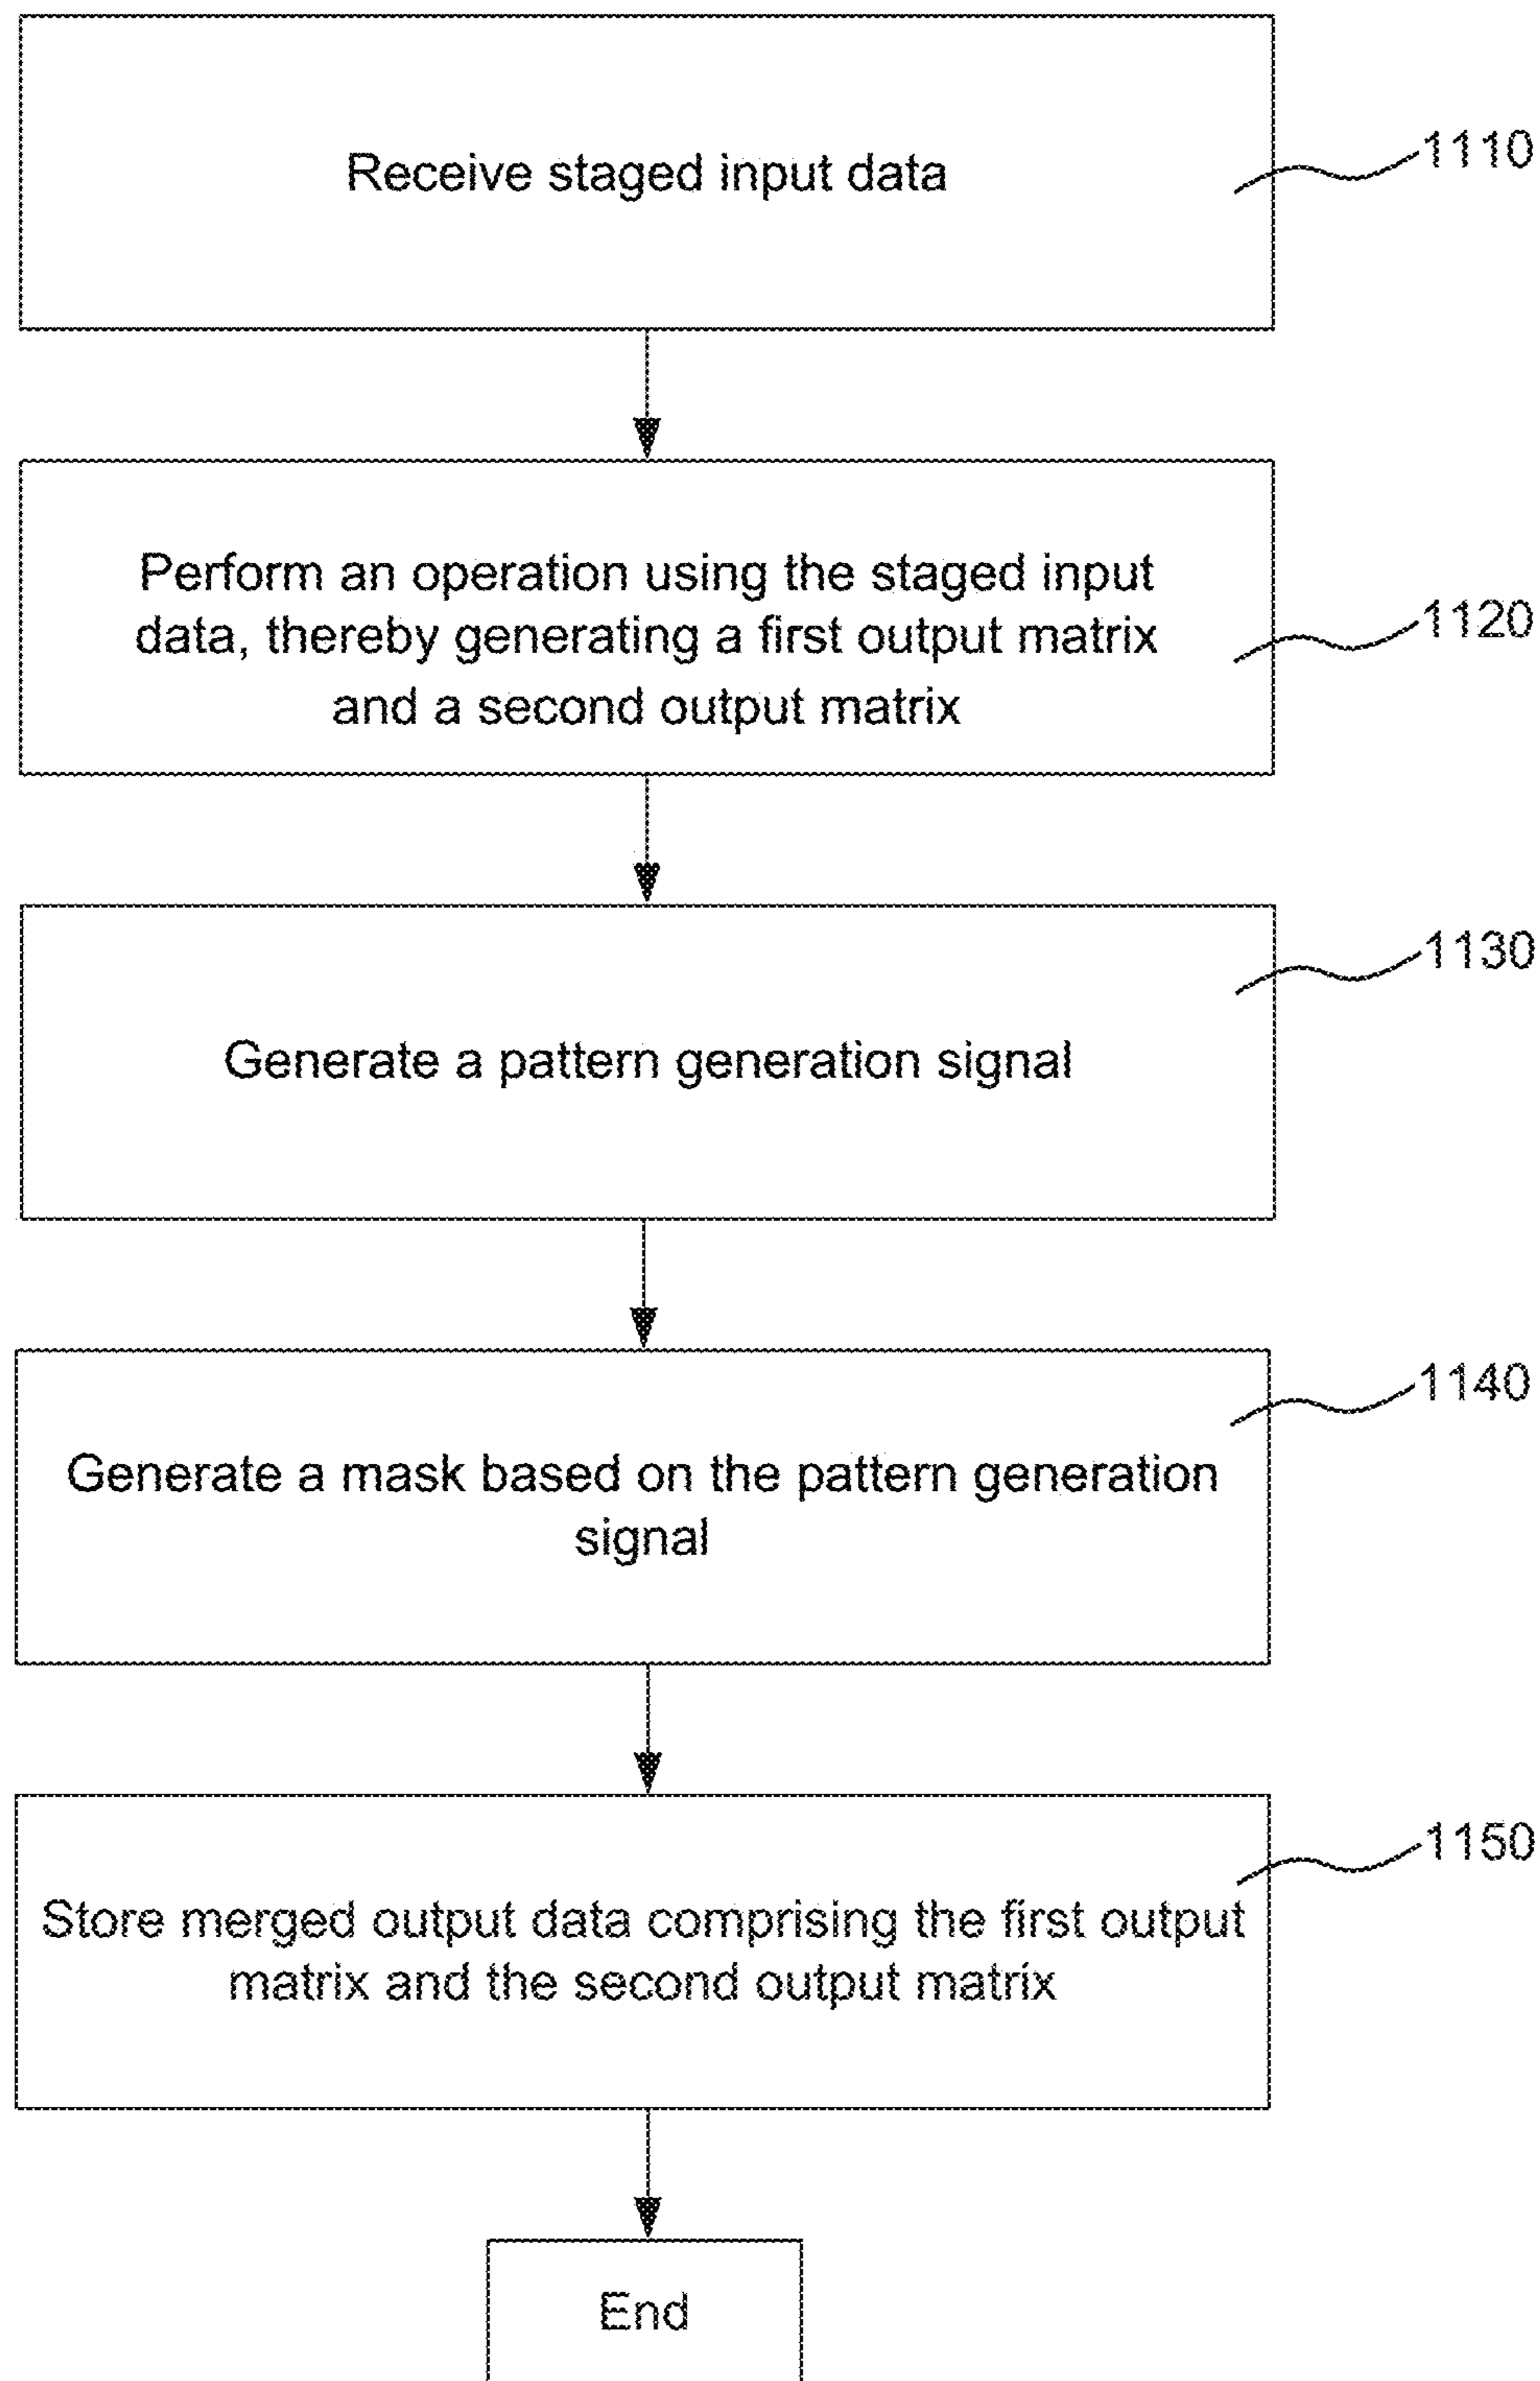 Receive staged input data
1110
Perform an operation using the staged input
data, thereby generating a first output matrix
and a second output matrix
1120
Generate a pattern generation signal
1130
Generate a mask based on the pattern generation
signal
1140
Store merged output data comprising the first output
matrix and the second output matrix
1150
End